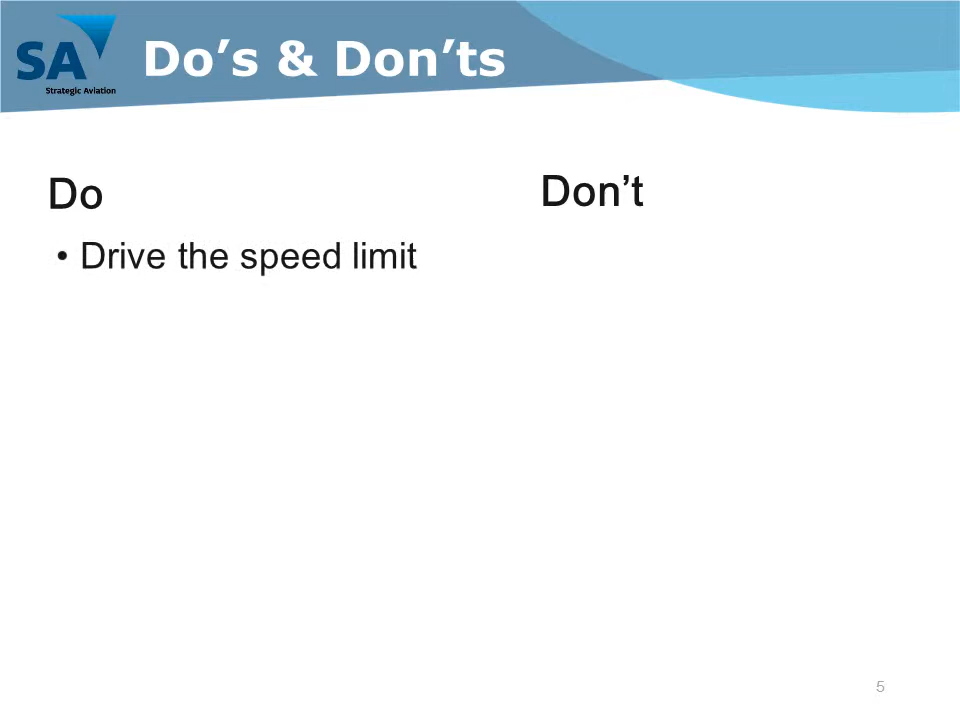 SA
Strategic Aviation
Do’s & Don’ts
Do
Don’t
• Drive the speed limit
5